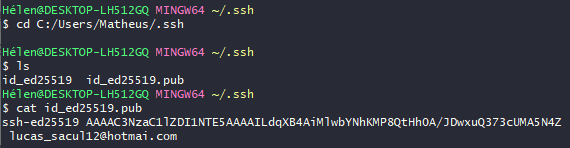 Hélen@DESKTOP-LH512GQ MINGW64 ~/.ssh
$ cd C:/Users/Matheus/.ssh
Hélen@DESKTOP-LH512GQ MINGW64 ~/.ssh
$ ls
id_ed25519  id_ed25519.pub
Hélen@DESKTOP-LH512GQ MINGW64 ~/.ssh
$ cat id_ed25519.pub
ssh-ed25519 AAAAC3NzaC1lZDI1NTE5AAAAILdqXB4AiMlwbYNhKMP8QtHhOA/JDwxuQ373cUMA5N4Z
lucas_sacul12@hotmai.com